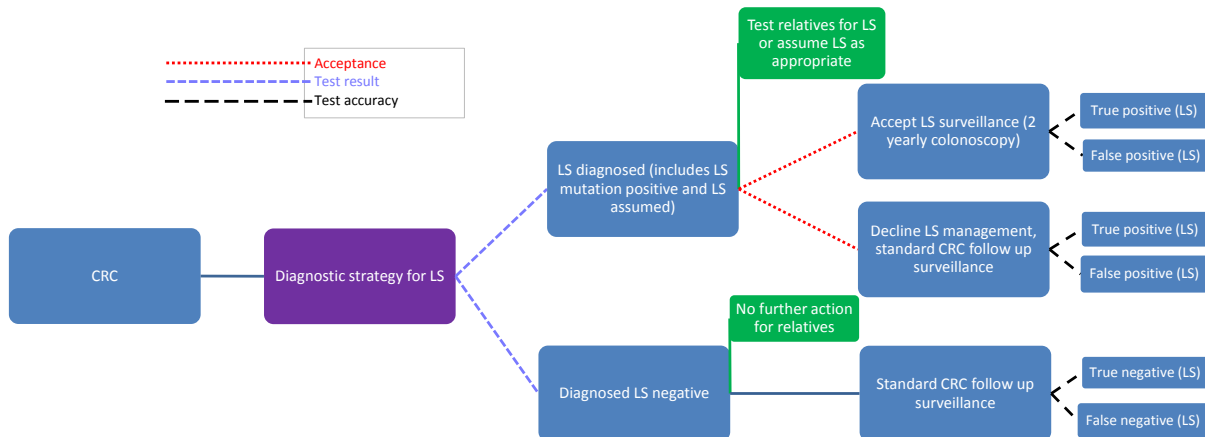 Acceptance
Test result
Test accuracy
Test relatives for LS
or assume LS as
appropriate
Accept LS surveillance (2
yearly colonoscopy)
True positive (LS)
False positive (LS)
LS diagnosed (includes LS
mutation positive and LS
assumed)
Decline LS management,
standard CRC follow up
surveillance
True positive (LS)
False positive (LS)
CRC
Diagnostic strategy for LS
No further action
for relatives
Diagnosed LS negative
Standard CRC follow up
surveillance
True negative (LS)
False negative (LS)